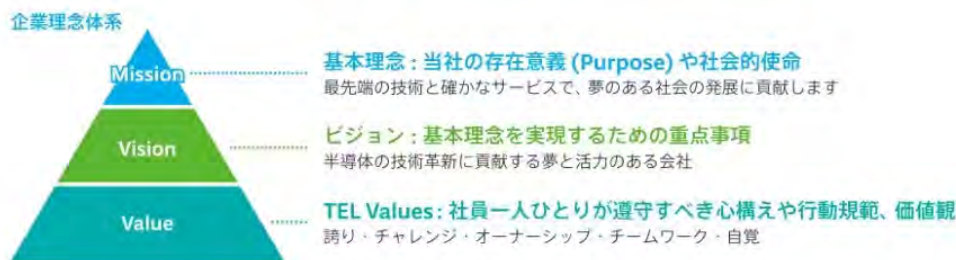 企業理念体系
Mission
基本理念 : 当社の存在意義 (Purpose) や社会的使命
最先端の技術と確かなサービスで、夢のある社会の発展に貢献します
Vision
ビジョン : 基本理念を実現するための重点事項
半導体の技術革新に貢献する夢と活力のある会社
Value
TEL Values : 社員一人ひとりが遵守すべき心構えや行動規範、価値観
誇り・チャレンジ・オーナーシップ・チームワーク・自覚